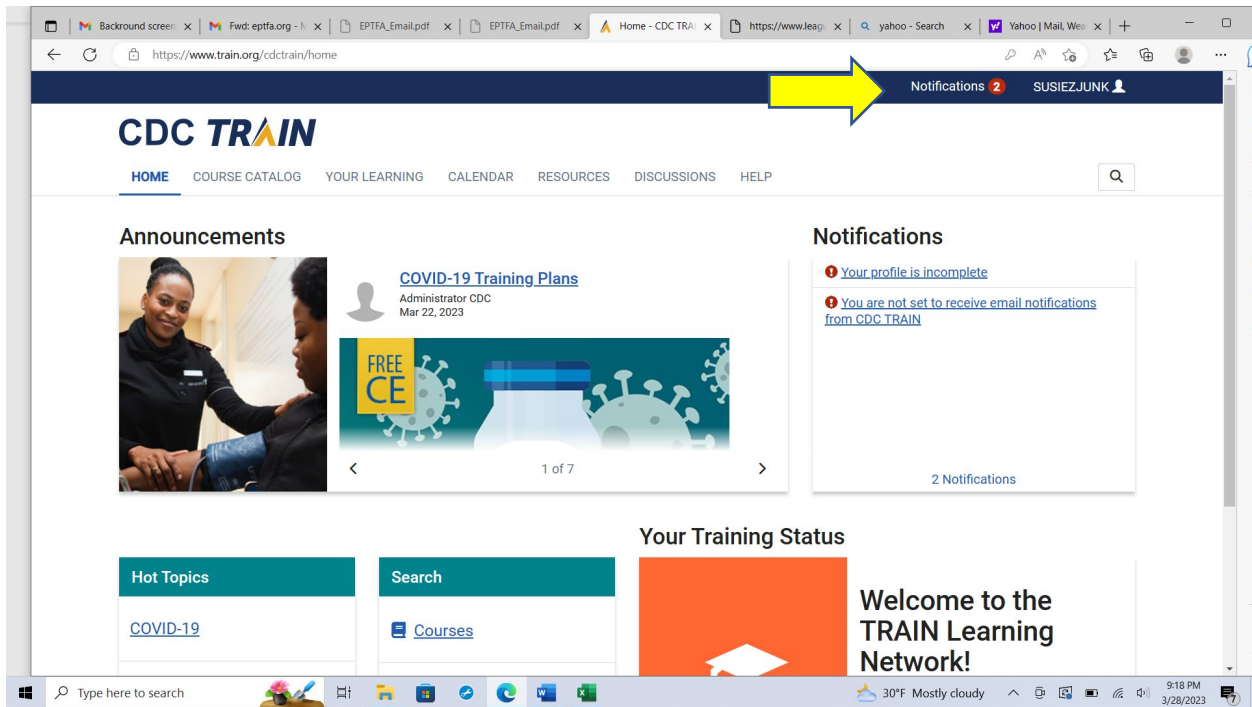 Backround screen
Fwd: eptfa.org - M
EPTFA_Email.pdf
EPTFA_Email.pdf
Home - CDC TRAI
https://www.leagu
yahoo - Search
Yahoo | Mail, Wea
https://www.train.org/cdctrain/home
Notifications 2
SUSIEZJUNK
CDC TRAIN
HOME COURSE CATALOG YOUR LEARNING CALENDAR RESOURCES DISCUSSIONS HELP
Announcements
COVID-19 Training Plans
Administrator CDC
Mar 22, 2023
FREE
CE
1 of 7
Notifications
Your profile is incomplete
You are not set to receive email notifications
from CDC TRAIN
2 Notifications
Hot Topics
COVID-19
Search
Courses
Your Training Status
Welcome to the
TRAIN Learning
Network!
Type here to search
30°F Mostly cloudy
9:18 PM
3/28/2023
7